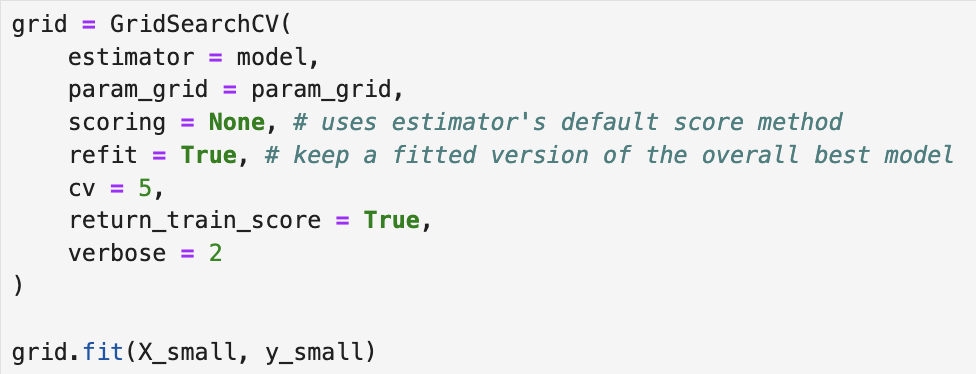 grid = GridSearchCV(
    estimator = model,
    param_grid = param_grid,
    scoring = None, # uses estimator's default score method
    refit = True, # keep a fitted version of the overall best model
    cv = 5,
    return_train_score = True,
    verbose = 2
)

grid.fit(X_small, y_small)